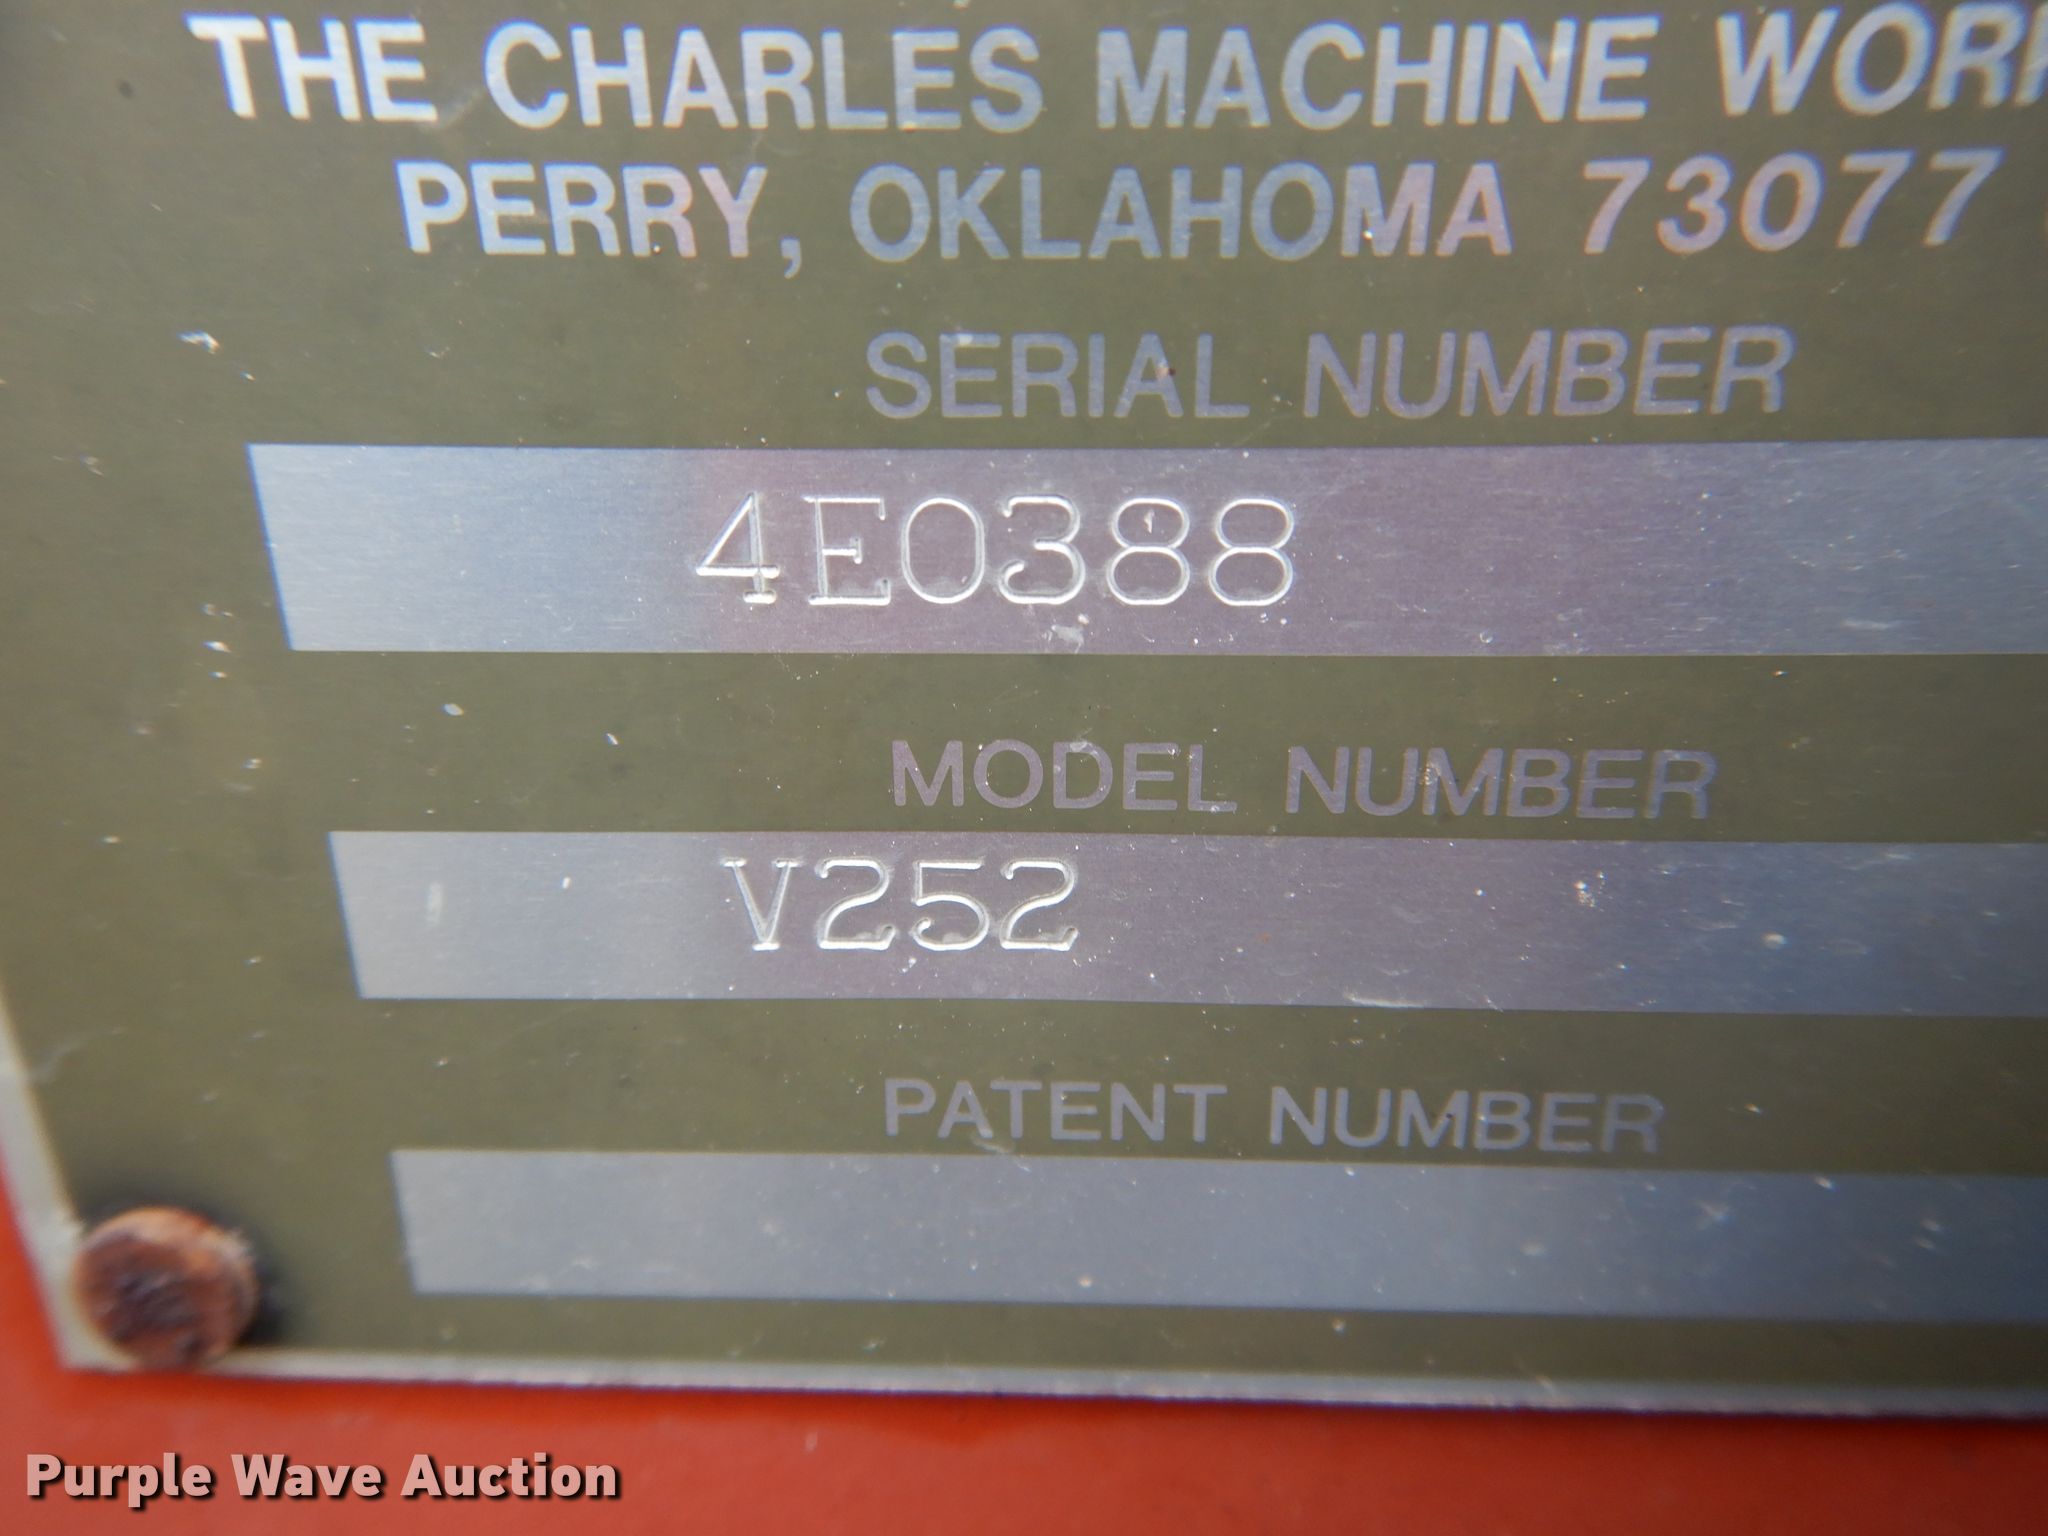 THE CHARLES MACHINE WOR
PERRY, OKLAHOMA 73077
SERIAL NUMBER
4E0388
MODEL NUMBER
V252
PATENT NUMBER
Purple Wave Auction